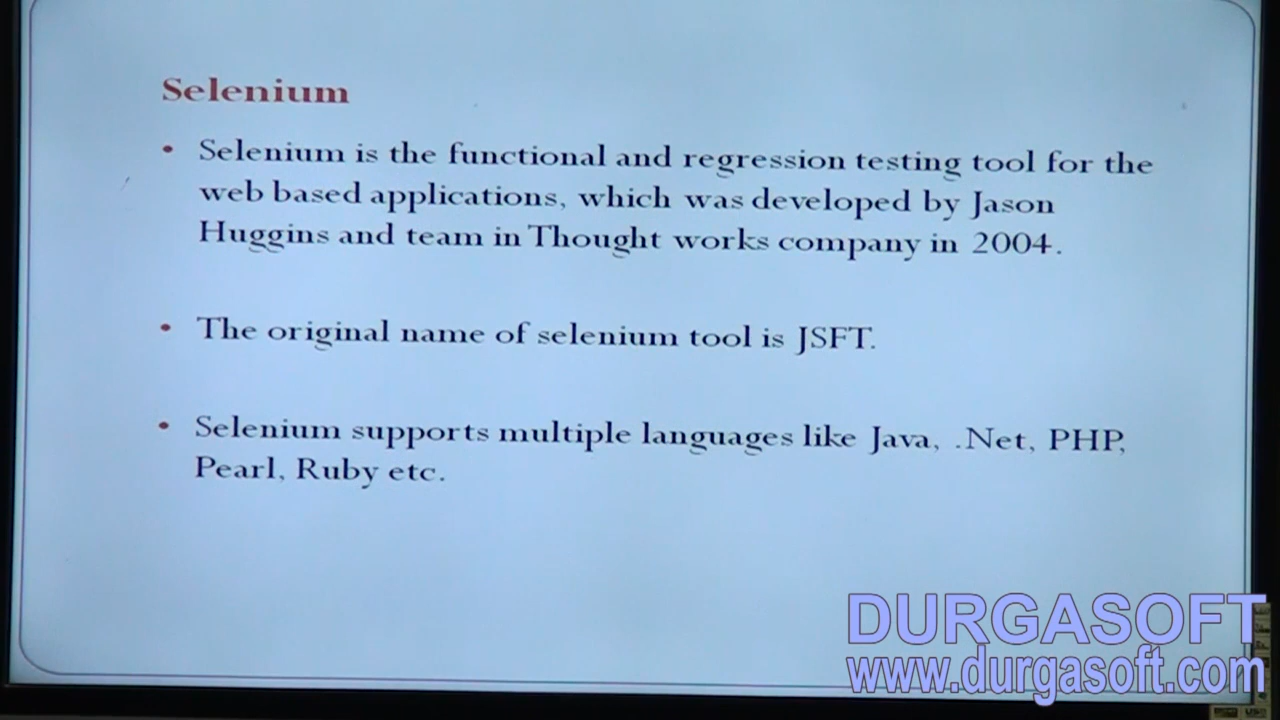 Selenium
• Selenium is the functional and regression testing tool for the
web based applications, which was developed by Jason
Huggins and team in Thought works company in 2004.
• The original name of selenium tool is JSFT.
• Selenium supports multiple languages like Java, .Net, PHP,
Pearl, Ruby etc.
DURGASOFT
www.durgasoft.com